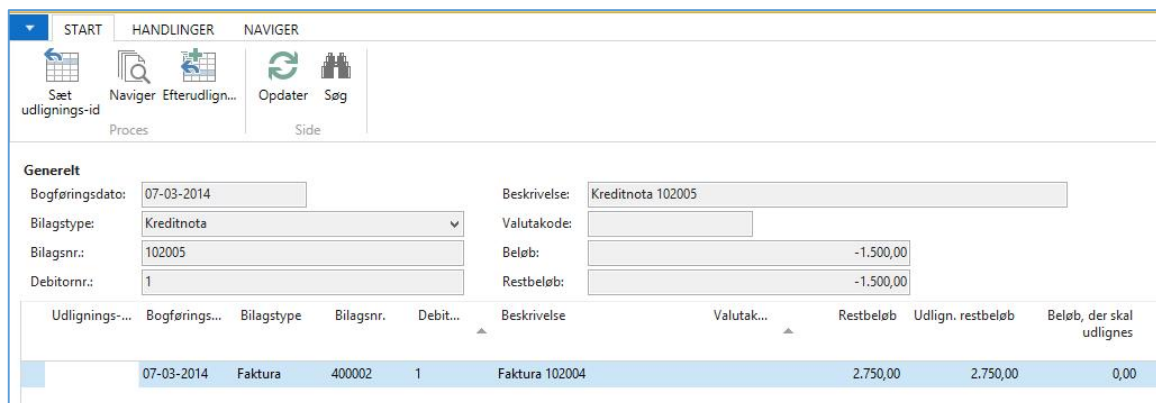 START HANDLINGER NAVIGER
Sæt udlignings-id
Naviger
Efterudlign...
Opdater
Søg
Proces
Side
Generelt
Bogføringsdato: 07-03-2014
Beskrivelse: Kreditnota 102005
Bilagstype: Kreditnota
Valutakode:
Bilagsnr.: 102005
Beløb: -1.500,00
Debitornr.: 1
Restbeløb: -1.500,00
Udlignings-... Bogførings... Bilagstype Bilagsnr. Debit... Beskrivelse Valutak... Restbeløb Udlign. restbeløb Beløb, der skal udlignes
07-03-2014 Faktura 400002 1 Faktura 102004 2.750,00 2.750,00 0,00